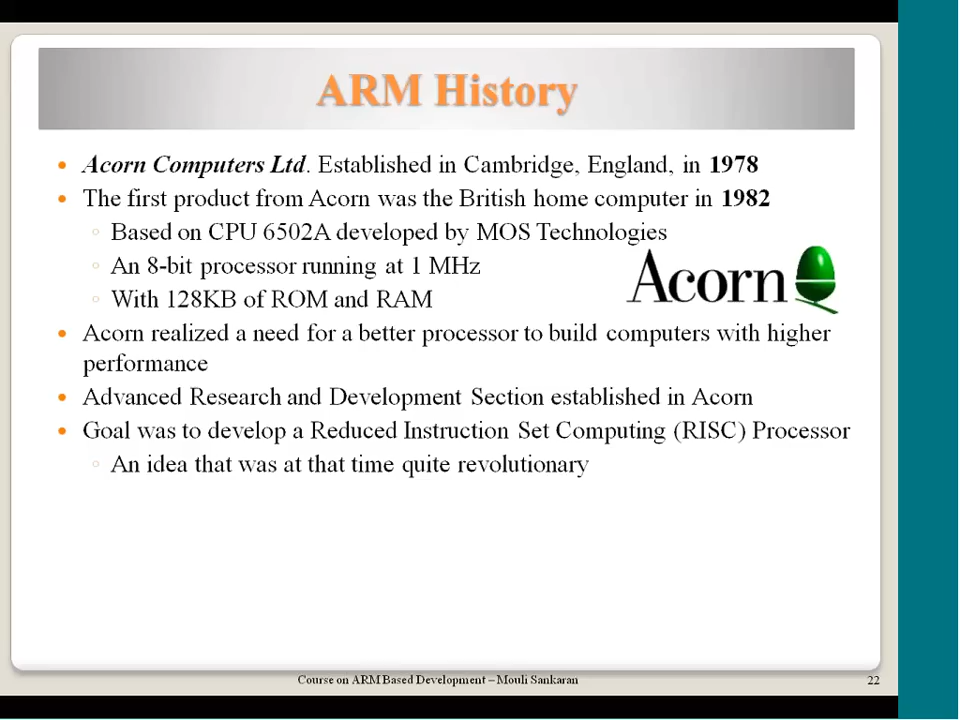 ARM History
Acorn Computers Ltd. Established in Cambridge, England, in 1978
The first product from Acorn was the British home computer in 1982
Based on CPU 6502A developed by MOS Technologies
An 8-bit processor running at 1 MHz
With 128KB of ROM and RAM
Acorn
Acorn realized a need for a better processor to build computers with higher
performance
Advanced Research and Development Section established in Acorn
Goal was to develop a Reduced Instruction Set Computing (RISC) Processor
An idea that was at that time quite revolutionary
Course on ARM Based Development – Mouli Sankaran
22